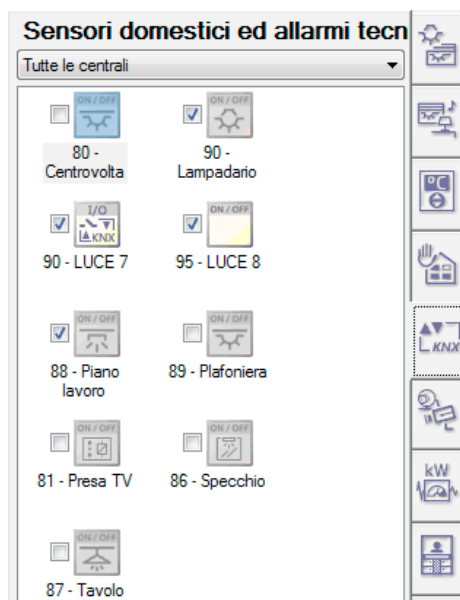 Sensori domestici ed allarmi tecn
Tutte le centrali
ON / OFF
ON / OFF
80 -
Centrovolta
90 -
Lampadario
I/O
KNX
ON / OFF
90 - LUCE 7
95 - LUCE 8
ON / OFF
ON / OFF
88 - Piano
lavoro
89 - Plafoniera
ON / OFF
ON / OFF
81 - Presa TV
86 - Specchio
ON / OFF
87 - Tavolo
°C
KNX
kW